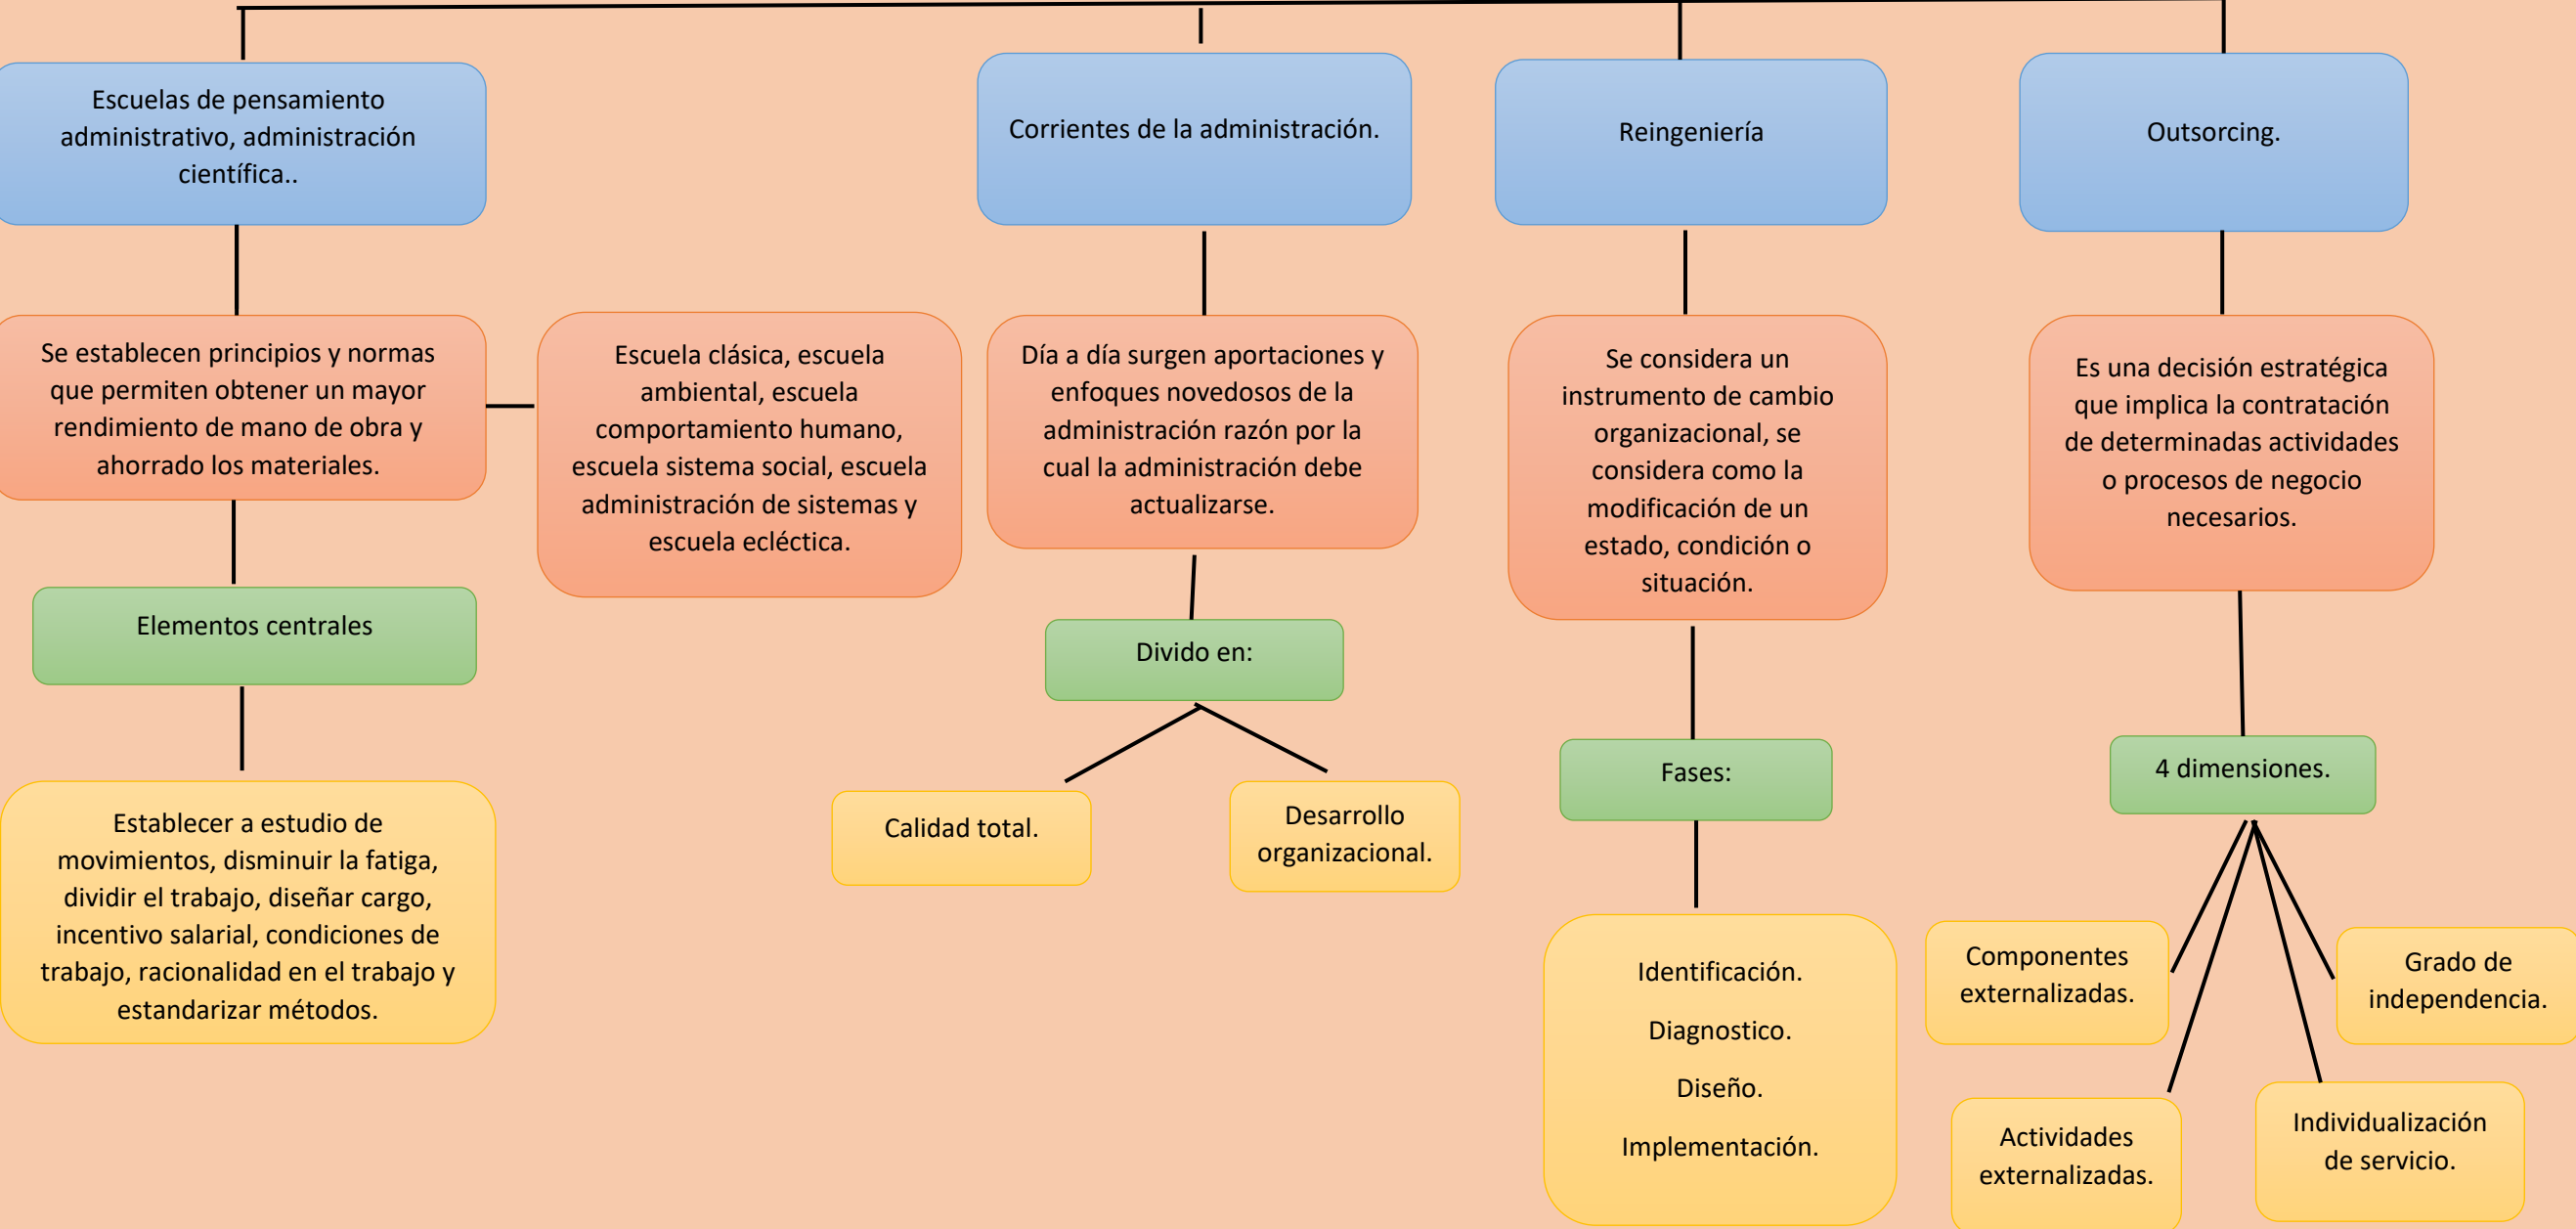 Escuelas de pensamiento
administrativo, administración
científica..
Se establecen principios y normas
que permiten obtener un mayor
rendimiento de mano de obra y
ahorrado los materiales.
Escuela clásica, escuela
ambiental, escuela
comportamiento humano,
escuela sistema social, escuela
administración de sistemas y
escuela ecléctica.
Elementos centrales
Establecer a estudio de
movimientos, disminuir la fatiga,
dividir el trabajo, diseñar cargo,
incentivo salarial, condiciones de
trabajo, racionalidad en el trabajo y
estandarizar métodos.
Corrientes de la administración.
Día a día surgen aportaciones y
enfoques novedosos de la
administración razón por la
cual la administración debe
actualizarse.
Divido en:
Calidad total.
Desarrollo
organizacional.
Reingeniería
Se considera un
instrumento de cambio
organizacional, se
considera como la
modificación de un
estado, condición o
situación.
Fases:
Identificación.
Diagnostico.
Diseño.
Implementación.
Outsorcing.
Es una decisión estratégica
que implica la contratación
de determinadas actividades
o procesos de negocio
necesarios.
4 dimensiones.
Componentes
externalizadas.
Actividades
externalizadas.
Individualización
de servicio.
Grado de
independencia.